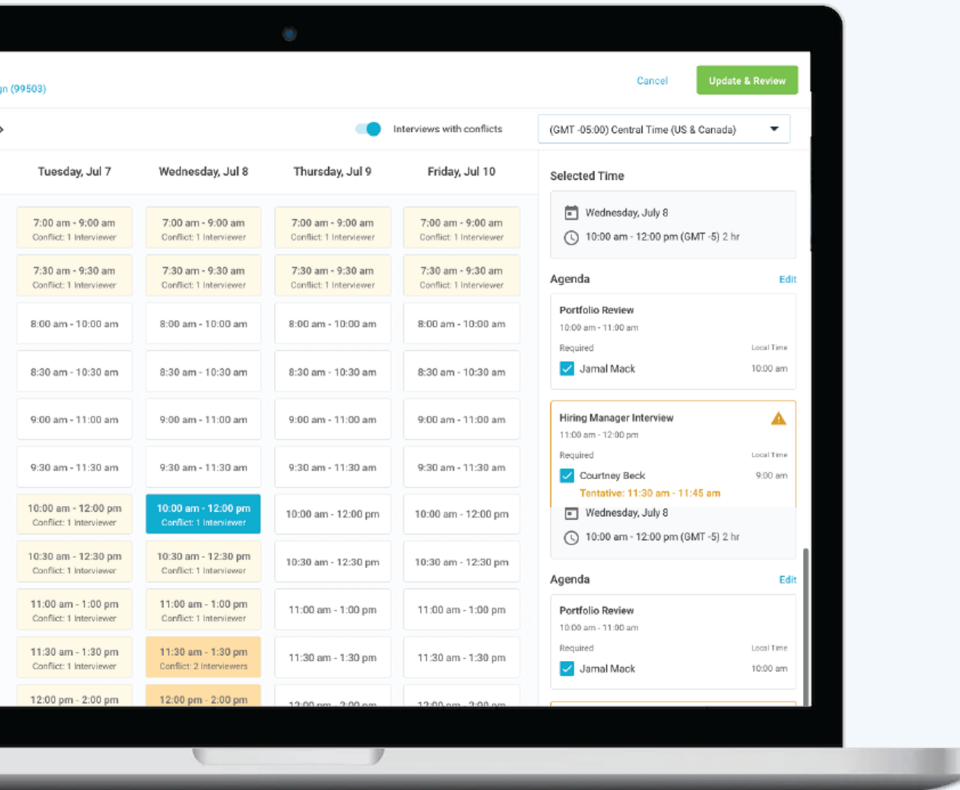 gn (99503)
Cancel
Update & Review
Interviews with conflicts
(GMT -05:00) Central Time (US & Canada)
Tuesday, Jul 7
Wednesday, Jul 8
Thursday, Jul 9
Friday, Jul 10
7:00 am - 9:00 am
Conflict: 1 Interviewer
7:00 am - 9:00 am
Conflict: 1 Interviewer
7:00 am - 9:00 am
Conflict: 1 Interviewer
7:00 am - 9:00 am
Conflict: 1 Interviewer
7:30 am - 9:30 am
Conflict: 1 Interviewer
7:30 am - 9:30 am
Conflict: 1 Interviewer
7:30 am - 9:30 am
Conflict: 1 Interviewer
7:30 am - 9:30 am
Conflict: 1 Interviewer
8:00 am - 10:00 am
8:00 am - 10:00 am
8:00 am - 10:00 am
8:00 am - 10:00 am
8:30 am - 10:30 am
8:30 am - 10:30 am
8:30 am - 10:30 am
8:30 am - 10:30 am
9:00 am - 11:00 am
9:00 am - 11:00 am
9:00 am - 11:00 am
9:00 am - 11:00 am
9:30 am - 11:30 am
9:30 am - 11:30 am
9:30 am - 11:30 am
9:30 am - 11:30 am
10:00 am - 12:00 pm
Conflict: 1 Interviewer
10:00 am - 12:00 pm
Conflict: 1 Interviewer
10:00 am - 12:00 pm
10:00 am - 12:00 pm
10:30 am - 12:30 pm
Conflict: 1 Interviewer
10:30 am - 12:30 pm
Conflict: 1 Interviewer
10:30 am - 12:30 pm
10:30 am - 12:30 pm
11:00 am - 1:00 pm
Conflict: 1 Interviewer
11:00 am - 1:00 pm
Conflict: 1 Interviewer
11:00 am - 1:00 pm
11:00 am - 1:00 pm
11:30 am - 1:30 pm
Conflict: 1 Interviewer
11:30 am - 1:30 pm
Conflict: 2 Interviewers
11:30 am - 1:30 pm
11:30 am - 1:30 pm
12:00 pm - 2:00 pm
12:00 pm - 2:00 pm
12:00 pm - 2:00 pm
12:00 pm - 2:00 pm
Selected Time
Wednesday, July 8
10:00 am - 12:00 pm (GMT -5) 2 hr
Agenda
Edit
Portfolio Review
10:00 am - 11:00 am
Required
Local Time
Jamal Mack
10:00 am
Hiring Manager Interview
11:00 am - 12:00 pm
Required
Local Time
Courtney Beck
9:00 am
Tentative: 11:30 am - 11:45 am
Wednesday, July 8
10:00 am - 12:00 pm (GMT -5) 2 hr
Agenda
Edit
Portfolio Review
10:00 am - 11:00 am
Required
Local Time
Jamal Mack
10:00 am